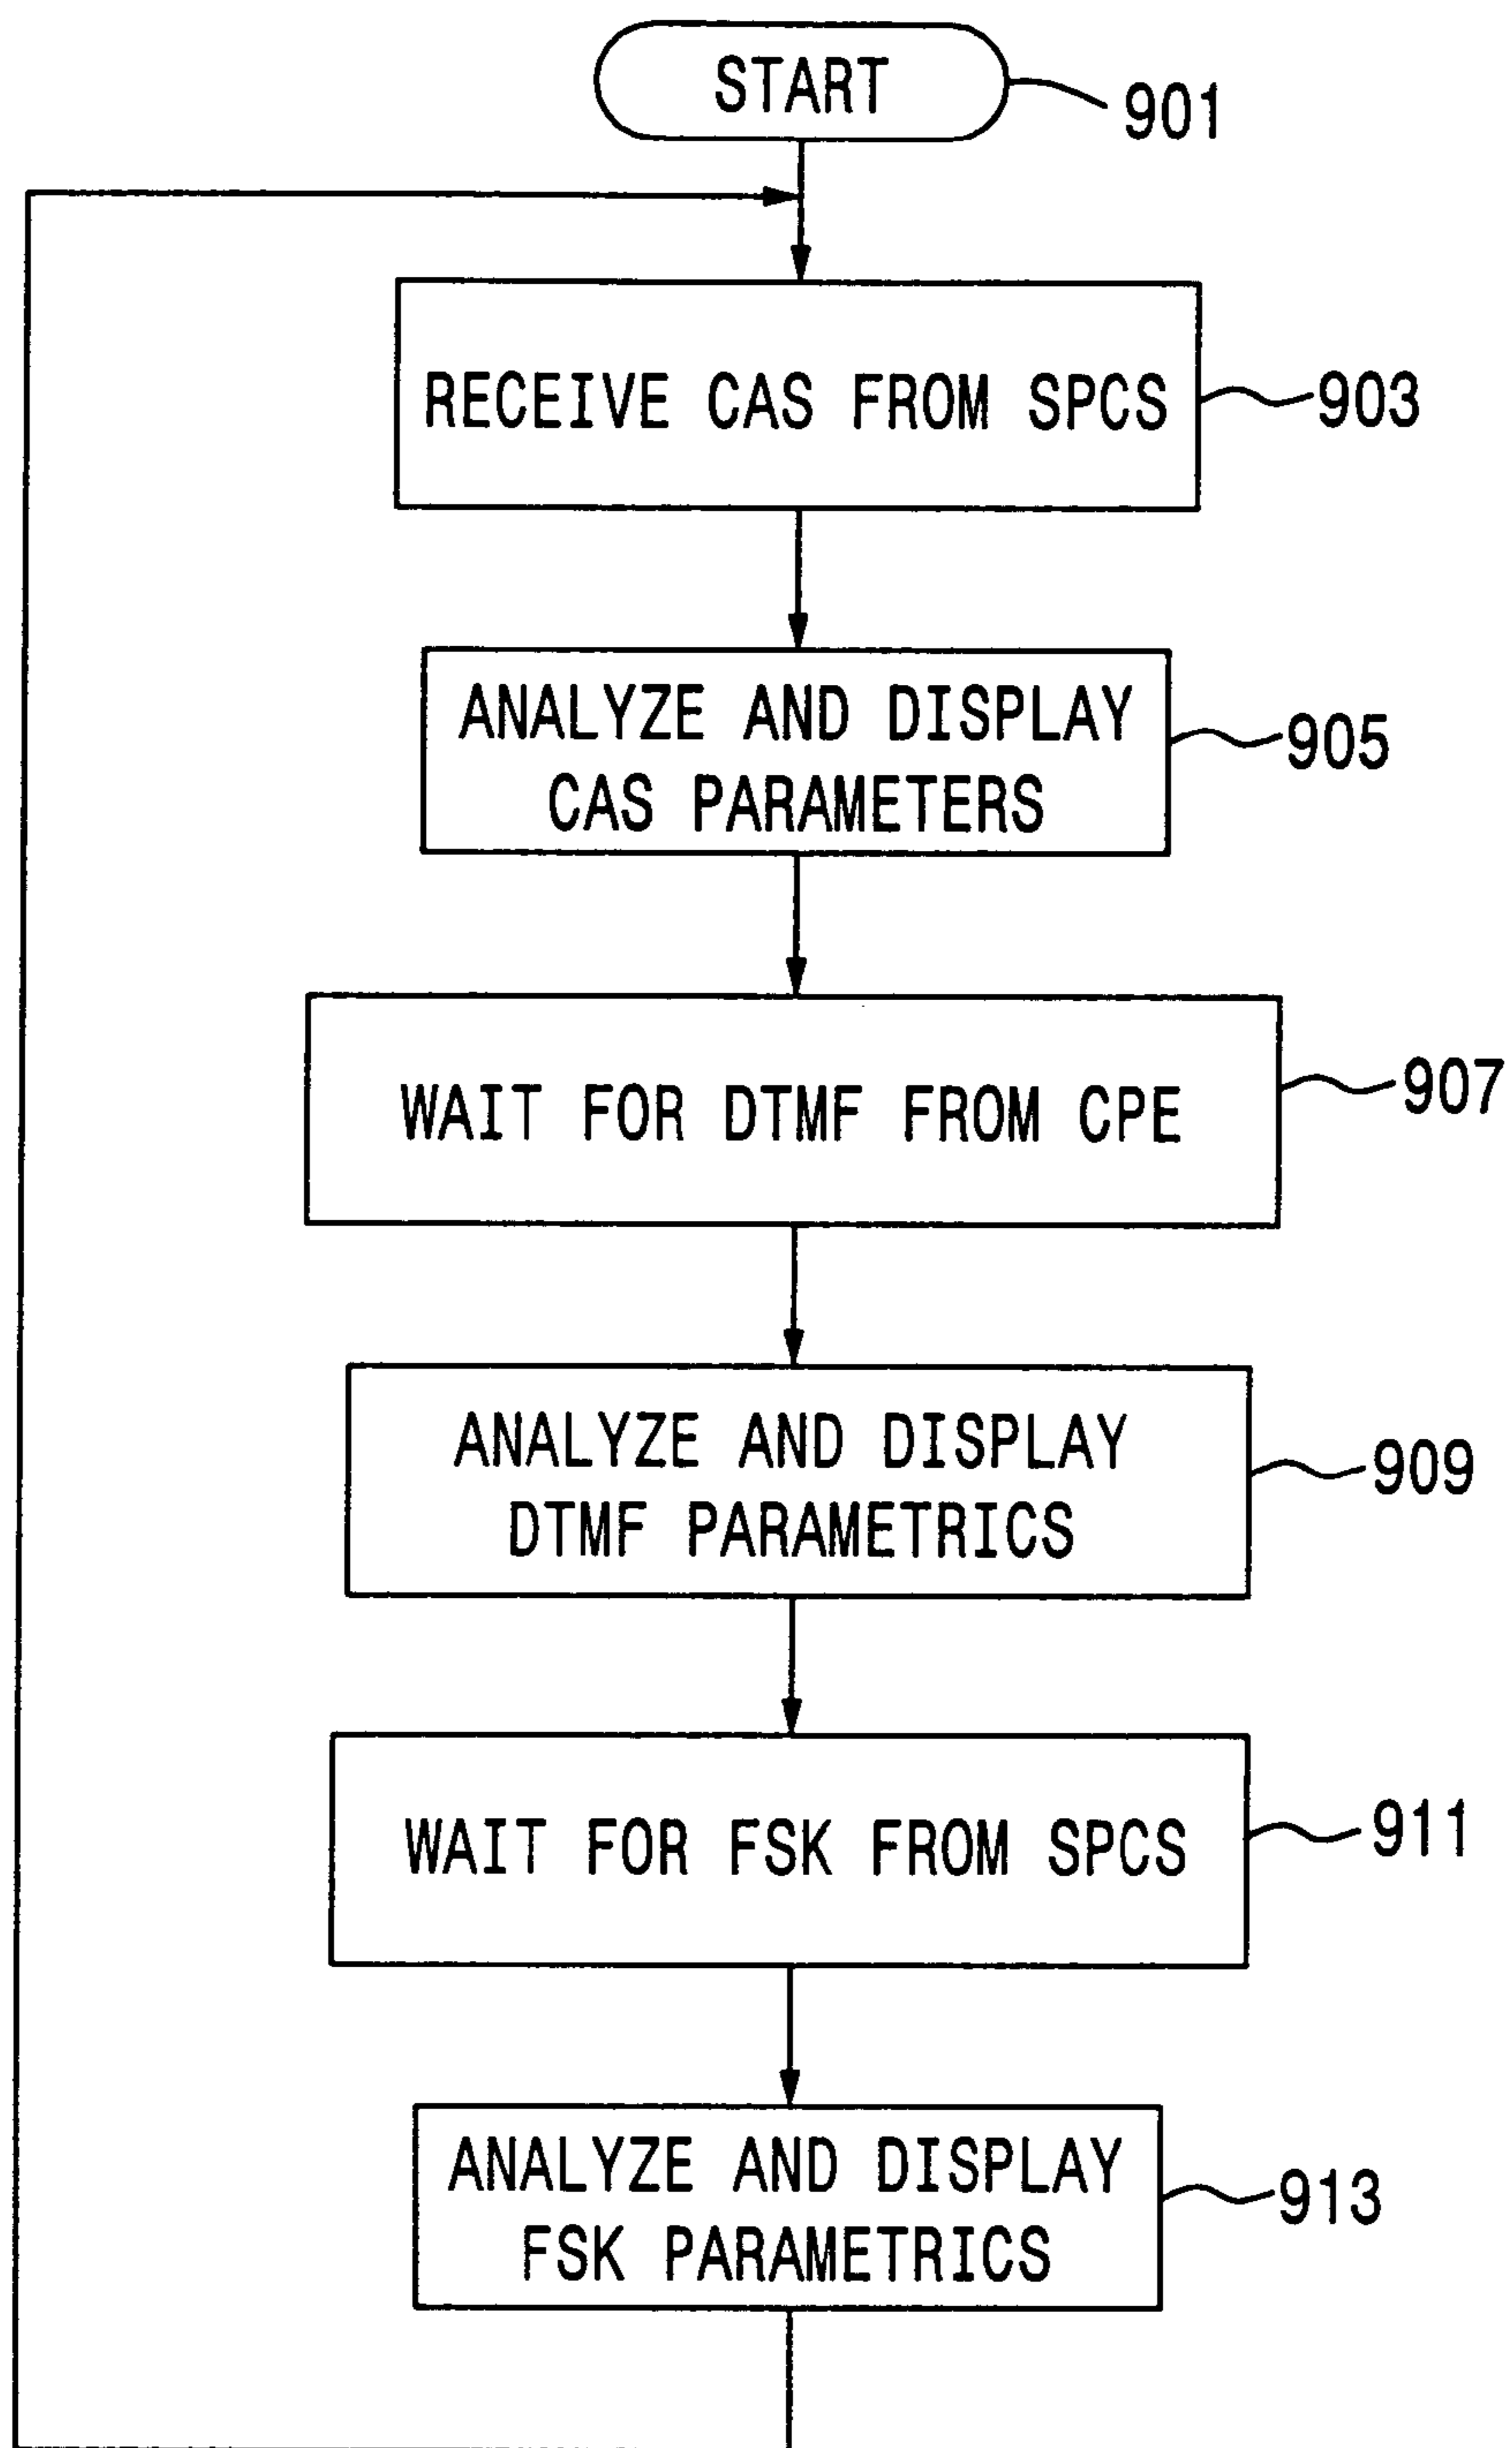 START
901
RECEIVE CAS FROM SPCS
903
ANALYZE AND DISPLAY
CAS PARAMETERS
905
WAIT FOR DTMF FROM CPE
907
ANALYZE AND DISPLAY
DTMF PARAMETRICS
909
WAIT FOR FSK FROM SPCS
911
ANALYZE AND DISPLAY
FSK PARAMETRICS
913